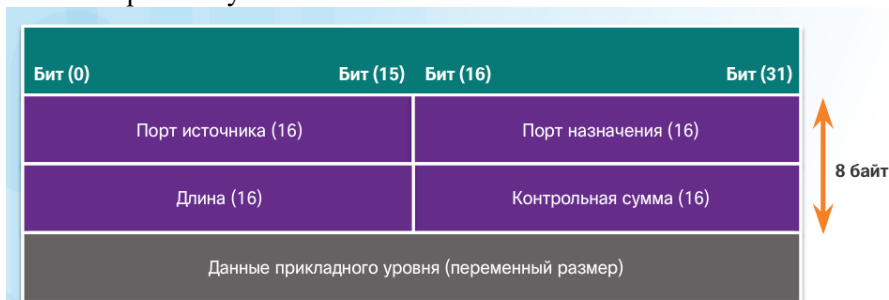 Бит (0) Бит (15) Бит (16) Бит (31)
Порт источника (16) Порт назначения (16)
8 байт
Длина (16) Контрольная сумма (16)
Данные прикладного уровня (переменный размер)